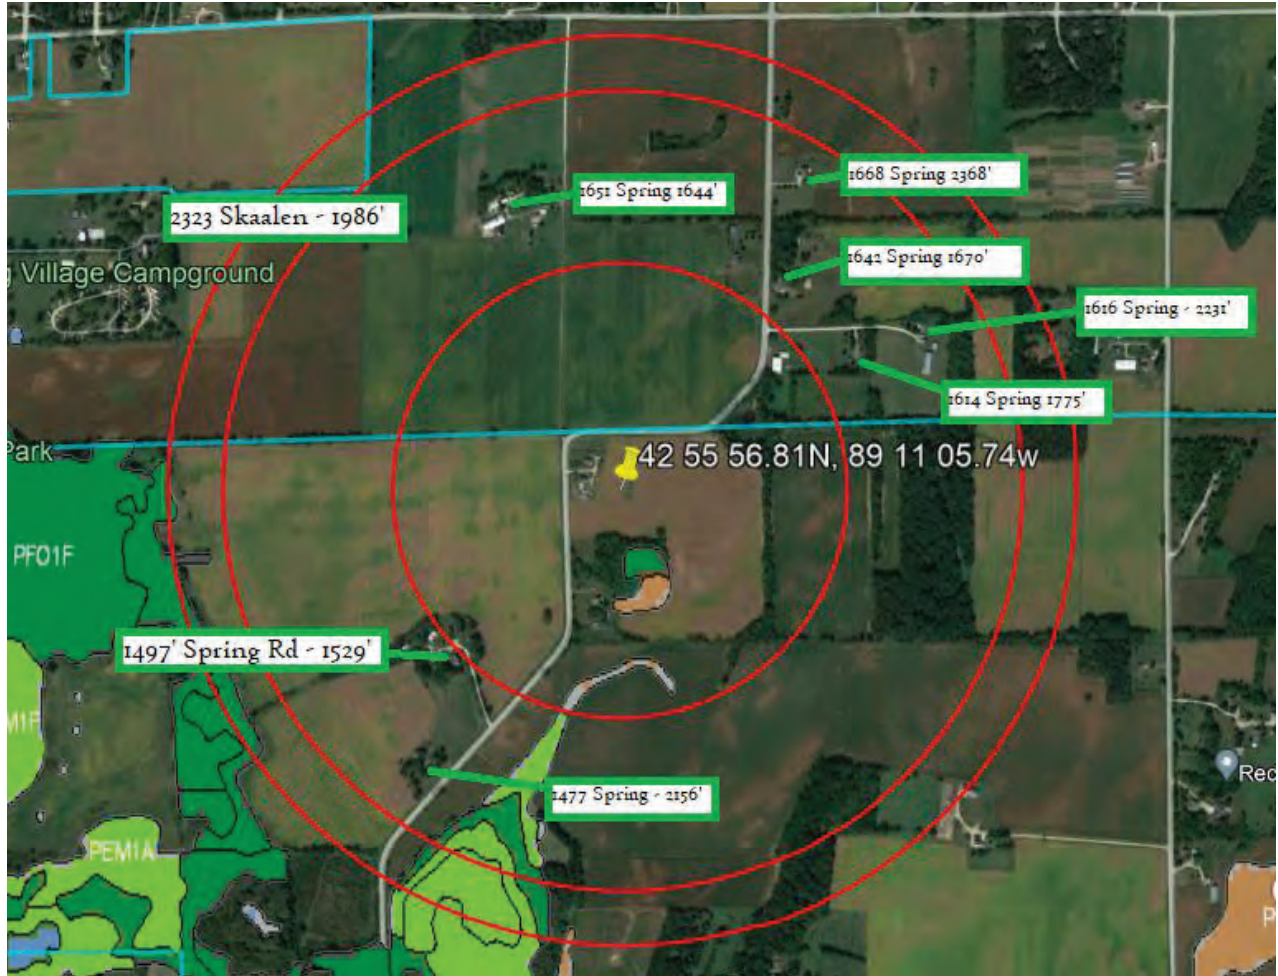 1668 Spring 2368'
1651 Spring 1644'
2323 Skaalen - 1986'
1642 Spring 1670'
g Village Campground
1616 Spring - 2231'
1614 Spring 1775'
Park
42 55 56.81N, 89 11 05.74w
PFO1F
1497' Spring Rd - 1529'
M1F
Rec
1477 Spring - 2156'
PEM1A
P